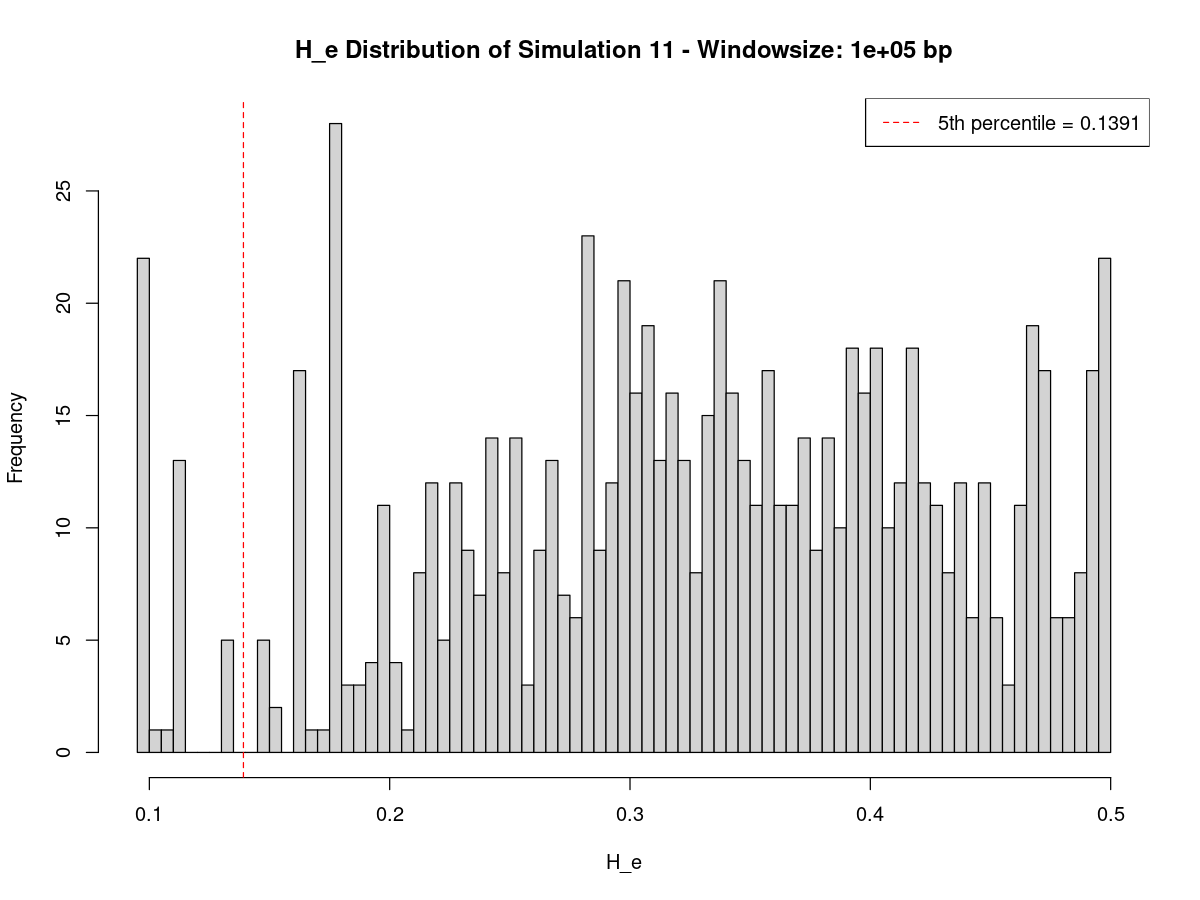 H_e Distribution of Simulation 11 - Windowsize: 1e+05 bp
5th percentile = 0.1391
Frequency
25
20
15
10
5
0
0.1 0.2 0.3 0.4 0.5
H_e